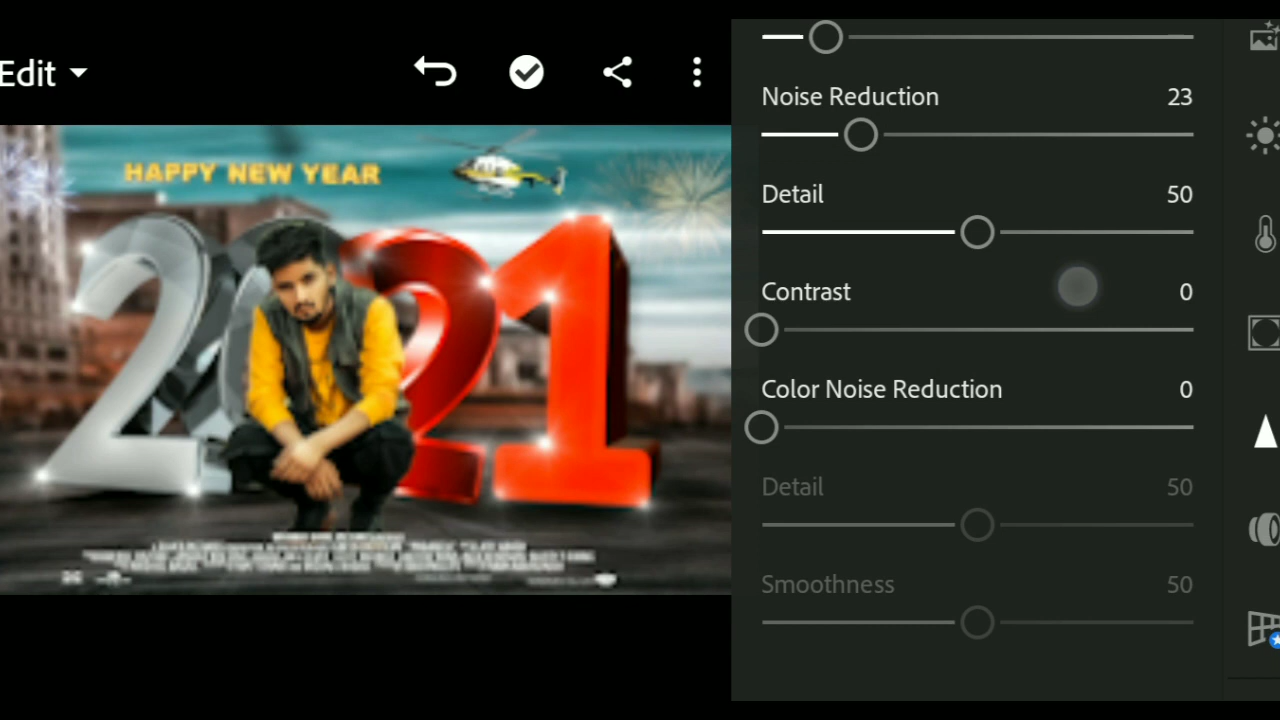 Edit
HAPPY NEW YEAR
2021
Noise Reduction 23
Detail 50
Contrast 0
Color Noise Reduction 0
Detail 50
Smoothness 50